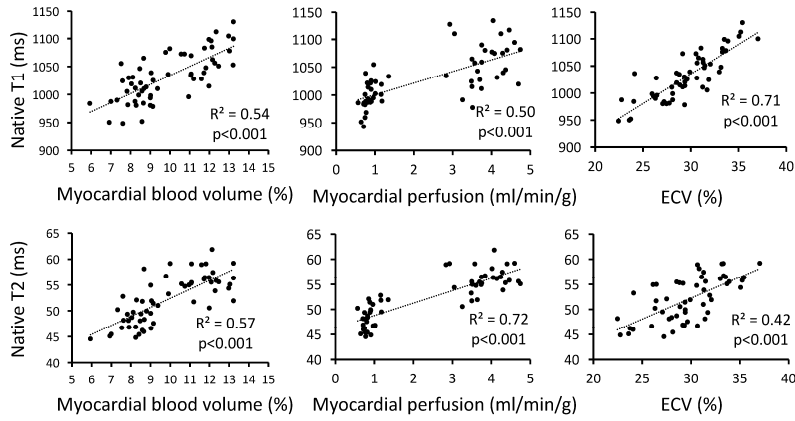 Native T1 (ms)
1150
1100
1050
1000
950
900
5 6 7 8 9 10 11 12 13 14 15
Myocardial blood volume (%)
R² = 0.54
p<0.001
1150
1100
1050
1000
950
900
0 1 2 3 4 5
Myocardial perfusion (ml/min/g)
R² = 0.50
p<0.001
1150
1100
1050
1000
950
900
20 25 30 35 40
ECV (%)
R² = 0.71
p<0.001
Native T2 (ms)
65
60
55
50
45
40
5 6 7 8 9 10 11 12 13 14 15
Myocardial blood volume (%)
R² = 0.57
p<0.001
65
60
55
50
45
40
0 1 2 3 4 5
Myocardial perfusion (ml/min/g)
R² = 0.72
p<0.001
65
60
55
50
45
40
20 25 30 35 40
ECV (%)
R² = 0.42
p<0.001